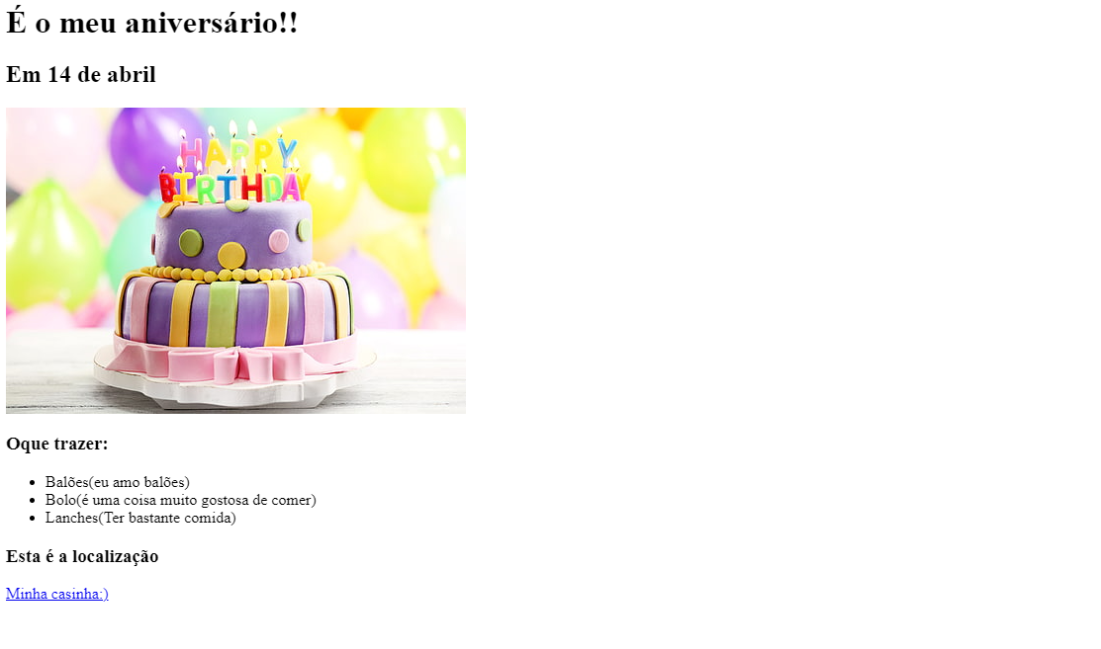 É o meu aniversário!!
Em 14 de abril
HAPPY
BIRTHDAY
Oque trazer:
Balões(eu amo balões)
Bolo(é uma coisa muito gostosa de comer)
Lanches(Ter bastante comida)
Esta é a localização
Minha casinha:)